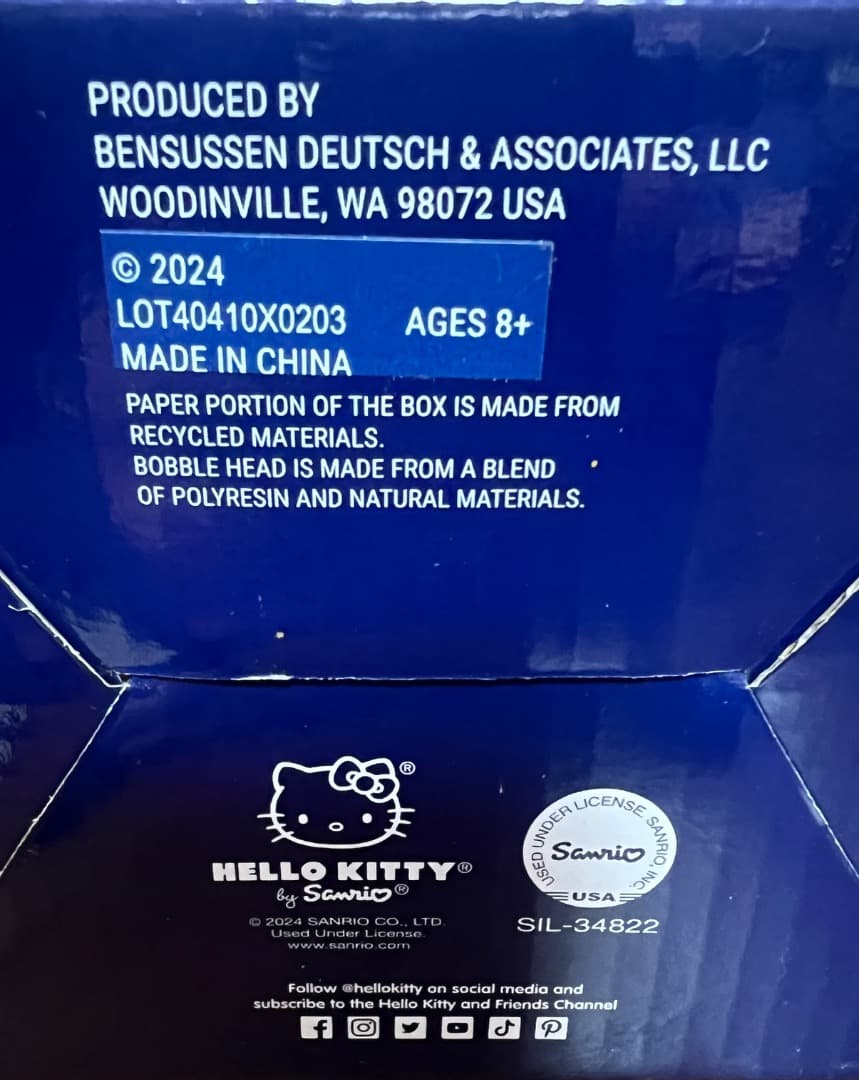 PRODUCED BY
BENSUSSEN DEUTSCH & ASSOCIATES, LLC
WOODINVILLE, WA 98072 USA
© 2024
LOT40410X0203 AGES 8+
MADE IN CHINA
PAPER PORTION OF THE BOX IS MADE FROM
RECYCLED MATERIALS.
BOBBLE HEAD IS MADE FROM A BLEND
OF POLYRESIN AND NATURAL MATERIALS.
®
HELLO KITTY®
by Sanrio®
© 2024 SANRIO CO., LTD.
Used Under License.
www.sanrio.com
USED UNDER LICENSE, SANRIO, INC.
Sanrio
USA
SIL-34822
Follow @hellokitty on social media and
subscribe to the Hello Kitty and Friends Channel